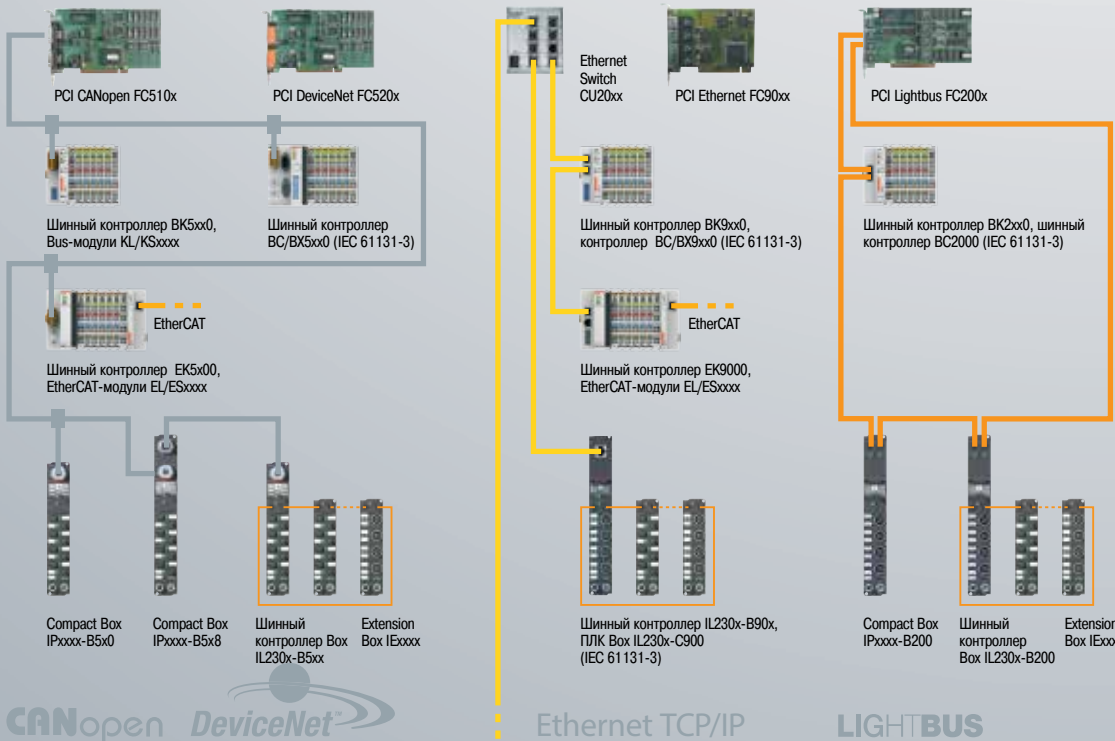 PCI CANopen FC510x
PCI DeviceNet FC520x
Ethernet
Switch
CU20xx
PCI Ethernet FC90xx
PCI Lightbus FC200x
Шинный контроллер BK5xx0,
Bus-модули KL/KSxxxx
Шинный контроллер
BC/BX5xx0 (IEC 61131-3)
Шинный контроллер BK9xx0,
контроллер BC/BX9xx0 (IEC 61131-3)
Шинный контроллер BK2xx0, шинный
контроллер BC2000 (IEC 61131-3)
EtherCAT
Шинный контроллер EK5x00,
EtherCAT-модули EL/ESxxxx
EtherCAT
Шинный контроллер EK9000,
EtherCAT-модули EL/ESxxxx
Compact Box
IPxxxx-B5x0
Compact Box
IPxxxx-B5x8
Шинный
контроллер Box
IL230x-B5xx
Extension
Box IExxxx
Шинный контроллер IL230x-B90x,
ПЛК Box IL230x-C900
(IEC 61131-3)
Compact Box
IPxxxx-B200
Шинный
контроллер
Box IL230x-B200
Extension
Box IExxx
CANopen
DeviceNet™
Ethernet TCP/IP
LIGHTBUS